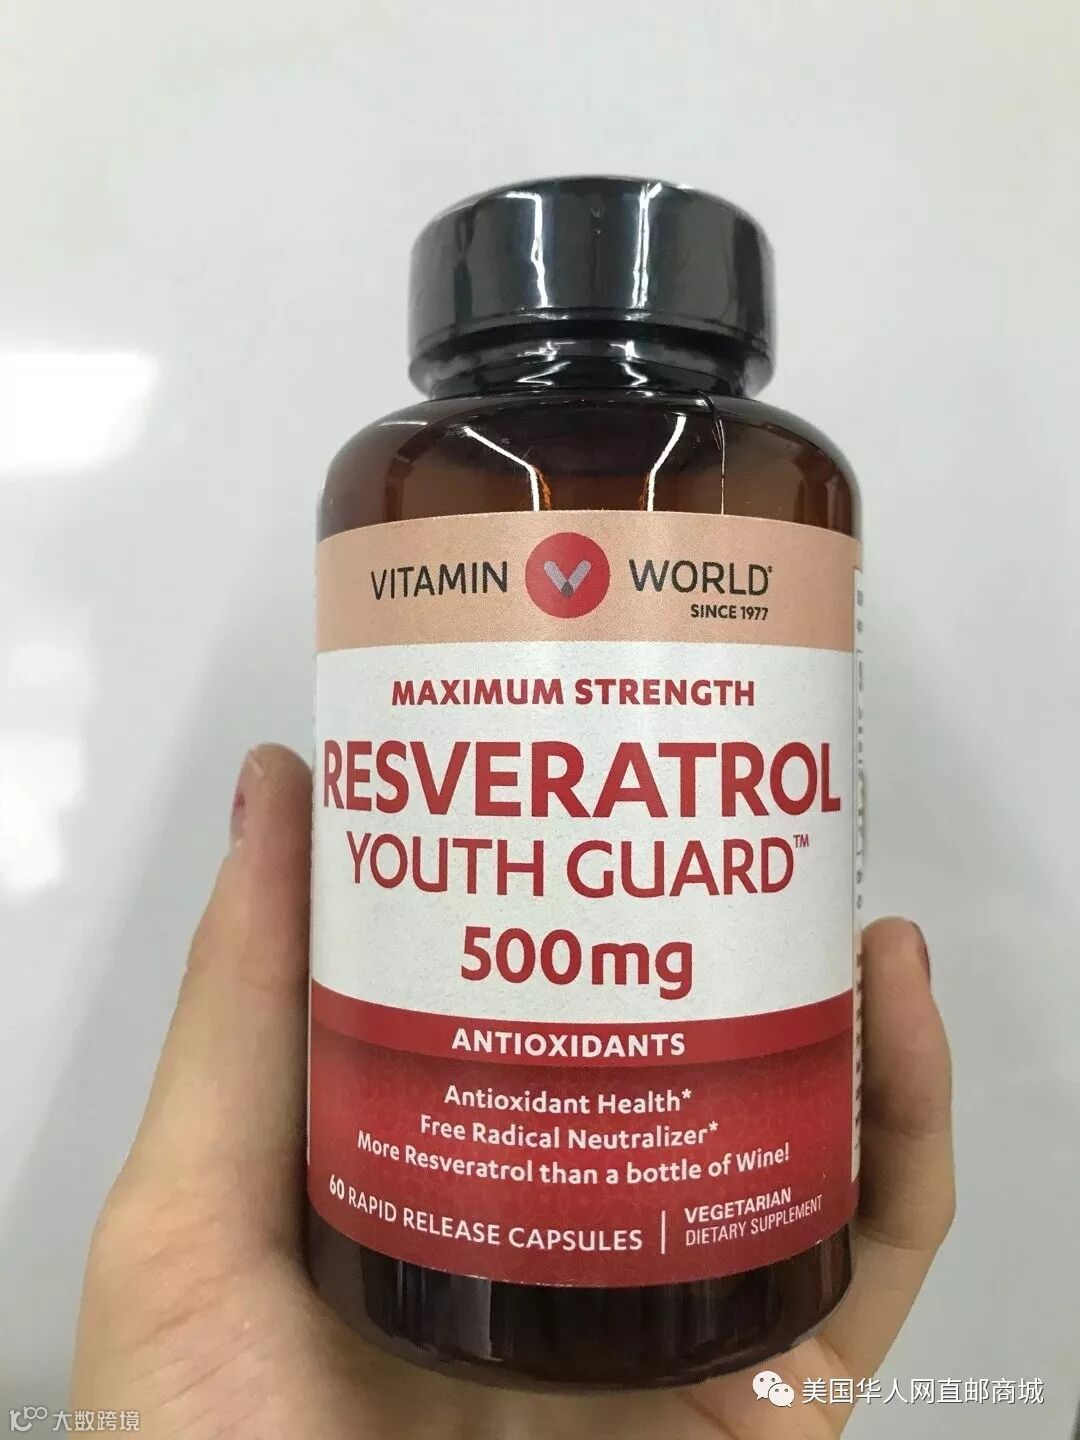 VITAMIN V WORLD®
SINCE 1977
MAXIMUM STRENGTH
RESVERATROL
YOUTH GUARD™
500mg
ANTIOXIDANTS
Antioxidant Health*
Free Radical Neutralizer*
More Resveratrol than a bottle of Wine!
60 RAPID RELEASE CAPSULES
VEGETARIAN
DIETARY SUPPLEMENT
美国华人网直邮商城
大数跨境